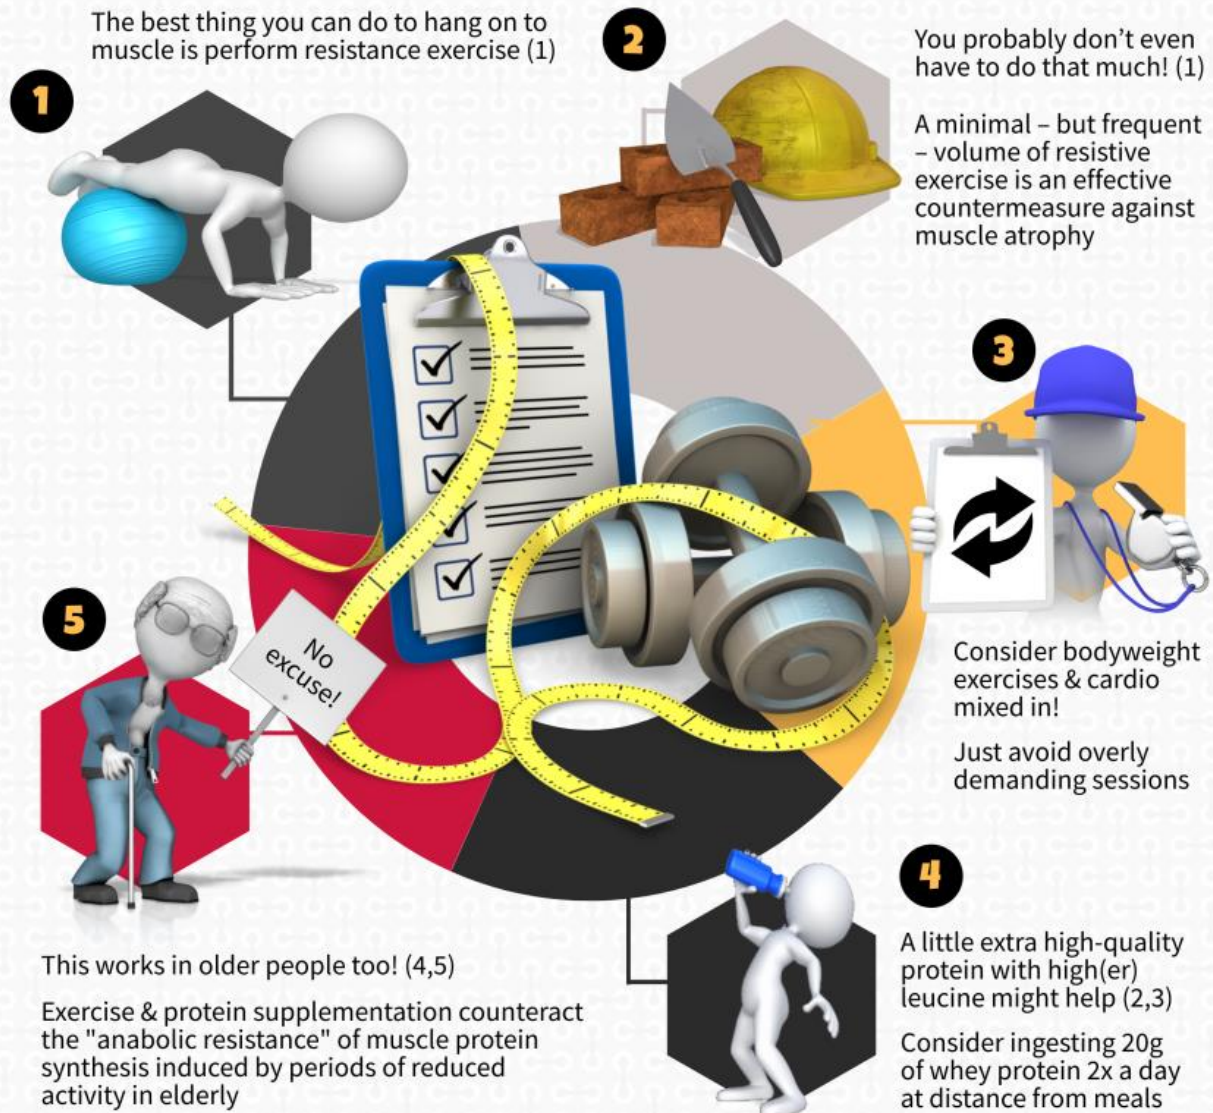 The best thing you can do to hang on to
muscle is perform resistance exercise (1)
1
2
You probably don’t even
have to do that much! (1)
A minimal – but frequent
– volume of resistive
exercise is an effective
countermeasure against
muscle atrophy
3
Consider bodyweight
exercises & cardio
mixed in!
Just avoid overly
demanding sessions
4
A little extra high-quality
protein with high(er)
leucine might help (2,3)
Consider ingesting 20g
of whey protein 2x a day
at distance from meals
5
No
excuse!
This works in older people too! (4,5)
Exercise & protein supplementation counteract
the "anabolic resistance" of muscle protein
synthesis induced by periods of reduced
activity in elderly